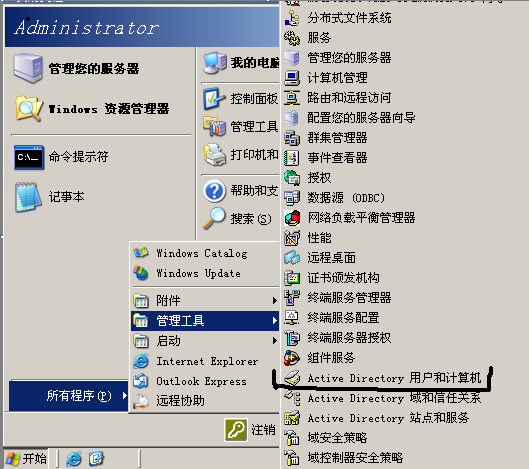 Administrator
管理您的服务器
Windows 资源管理器
命令提示符
C:\_
记事本
我的电脑
控制面板
管理工具
打印机和
帮助和支
搜索(S)
所有程序(P)
注销
开始
Windows Catalog
Windows Update
附件
管理工具
启动
Internet Explorer
Outlook Express
远程协助
分布式文件系统
服务
管理您的服务器
计算机管理
路由和远程访问
配置您的服务器向导
群集管理器
事件查看器
授权
数据源 (ODBC)
网络负载平衡管理器
性能
远程桌面
证书颁发机构
终端服务管理器
终端服务配置
终端服务器授权
组件服务
Active Directory 用户和计算机
Active Directory 域和信任关系
Active Directory 站点和服务
域安全策略
域控制器安全策略